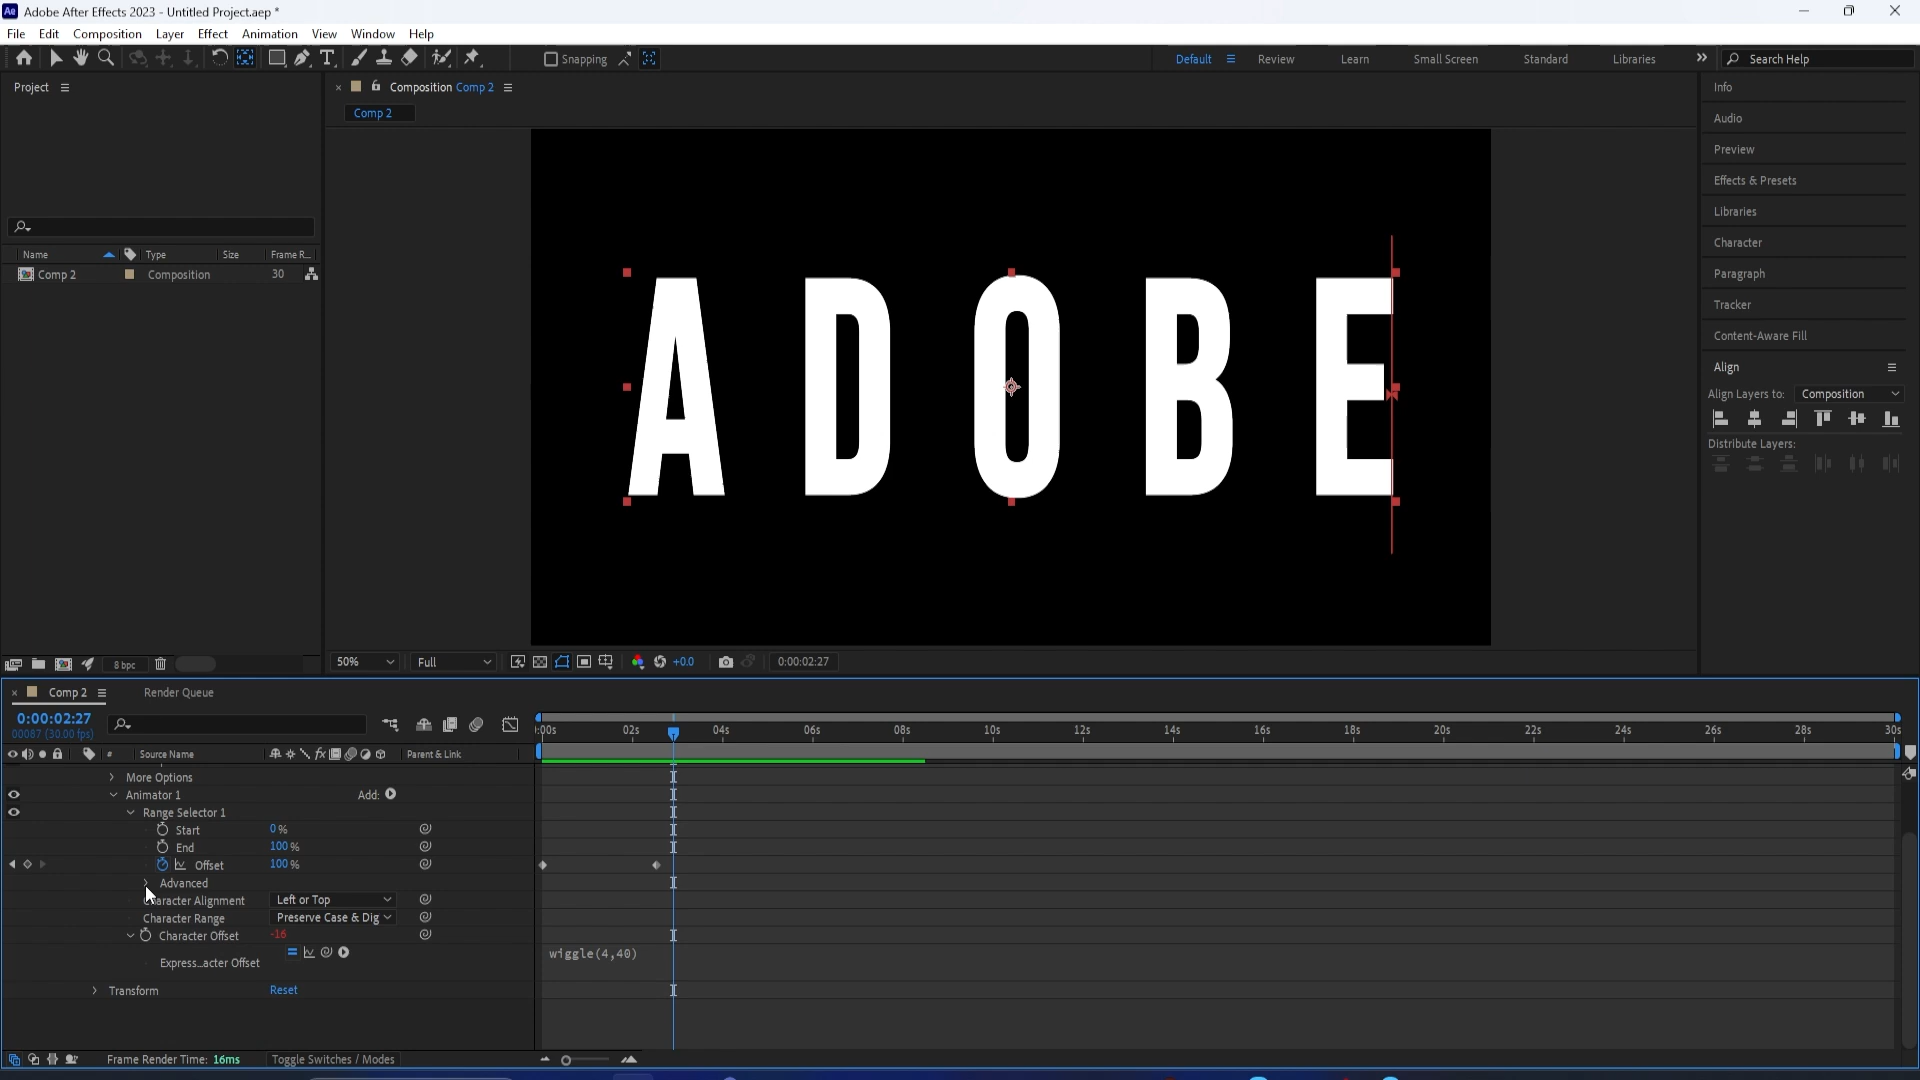 Ae Adobe After Effects 2023 - Untitled Project.aep *
File Edit Composition Layer Effect Animation View Window Help
Snapping Default Review Learn Small Screen Standard Libraries Search Help
Project
Composition Comp 2
Comp 2
Name Type Size Frame R...
Comp 2 Composition 30
ADOBE
Info
Audio
Preview
Effects & Presets
Libraries
Character
Paragraph
Tracker
Content-Aware Fill
Align
Align Layers to: Composition
Distribute Layers:
8 bpc
50% Full +0.0 0:00:02:27
Comp 2 Render Queue
0:00:02:27
00087 (30.00 fps)
:00s 02s 04s 06s 08s 10s 12s 14s 16s 18s 20s 22s 24s 26s 28s 30s
# Source Name fx Parent & Link
More Options
Animator 1 Add:
Range Selector 1
Start 0%
End 100%
Offset 100%
Advanced
Character Alignment Left or Top
Character Range Preserve Case & Dig
Character Offset -16
Express...acter Offset wiggle(4,40)
Transform Reset
Frame Render Time: 16ms Toggle Switches / Modes